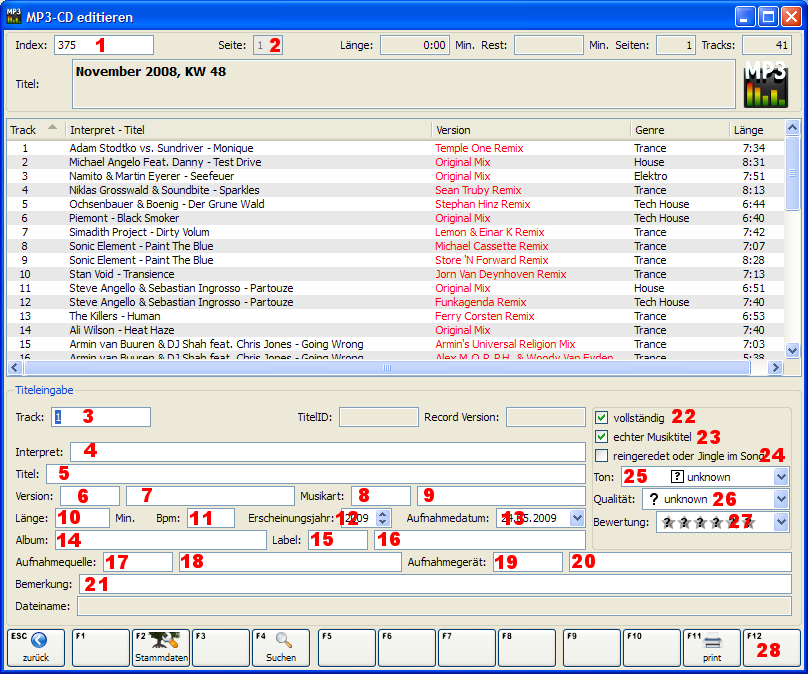 MP3 MP3-CD editieren
Index: 375 1 Seite: 1 2 Länge: 0:00 Min. Rest: Min. Seiten: 1 Tracks: 41
Titel: November 2008, KW 48 MP3
Track Interpret - Titel Version Genre Länge
1 Adam Stodtko vs. Sundriver - Monique Temple One Remix Trance 7:34
2 Michael Angelo Feat. Danny - Test Drive Original Mix House 8:31
3 Namito & Martin Eyerer - Seefeuer Original Mix Elektro 7:51
4 Niklas Grosswald & Soundbite - Sparkles Sean Truby Remix Trance 8:13
5 Ochsenbauer & Boenig - Der Grune Wald Stephan Hinz Remix Tech House 6:44
6 Piemont - Black Smoker Original Mix Tech House 6:40
7 Simadith Project - Dirty Volum Lemon & Einar K Remix Trance 7:42
8 Sonic Element - Paint The Blue Michael Cassette Remix Trance 7:07
9 Sonic Element - Paint The Blue Store 'N Forward Remix Trance 8:28
10 Stan Void - Transience Jorn Van Deynhoven Remix Trance 7:13
11 Steve Angello & Sebastian Ingrosso - Partouze Original Mix House 6:51
12 Steve Angello & Sebastian Ingrosso - Partouze Funkagenda Remix Tech House 7:40
13 The Killers - Human Ferry Corsten Remix Trance 6:53
14 Ali Wilson - Heat Haze Original Mix Trance 7:40
15 Armin van Buuren & DJ Shah feat. Chris Jones - Going Wrong Armin's Universal Religion Mix Trance 7:03
16 Armin van Buuren & DJ Shah feat. Chris Jones - Going Wrong Alex M.O.R.P.H. & Woody Van Eyden Trance 5:38
Titeleingabe
Track: 1 3 TitelID: Record Version: vollständig 22
echter Musiktitel 23
Interpret: 4 reingeredet oder Jingle im Song 24
Titel: 5 Ton: 25 ? unknown
Version: 6 7 Musikart: 8 9 Qualität: ? unknown 26
Länge: 10 Min. Bpm: 11 Erscheinungsjahr: 12 2009 Aufnahmedatum: 13 24.05.2009 Bewertung: ? ? ? ? ? ? 27
Album: 14 Label: 15 16
Aufnahmequelle: 17 18 Aufnahmegerät: 19 20
Bemerkung: 21
Dateiname:
ESC zurück F1 F2 Stammdaten F3 F4 Suchen F5 F6 F7 F8 F9 F10 F11 print F12 28